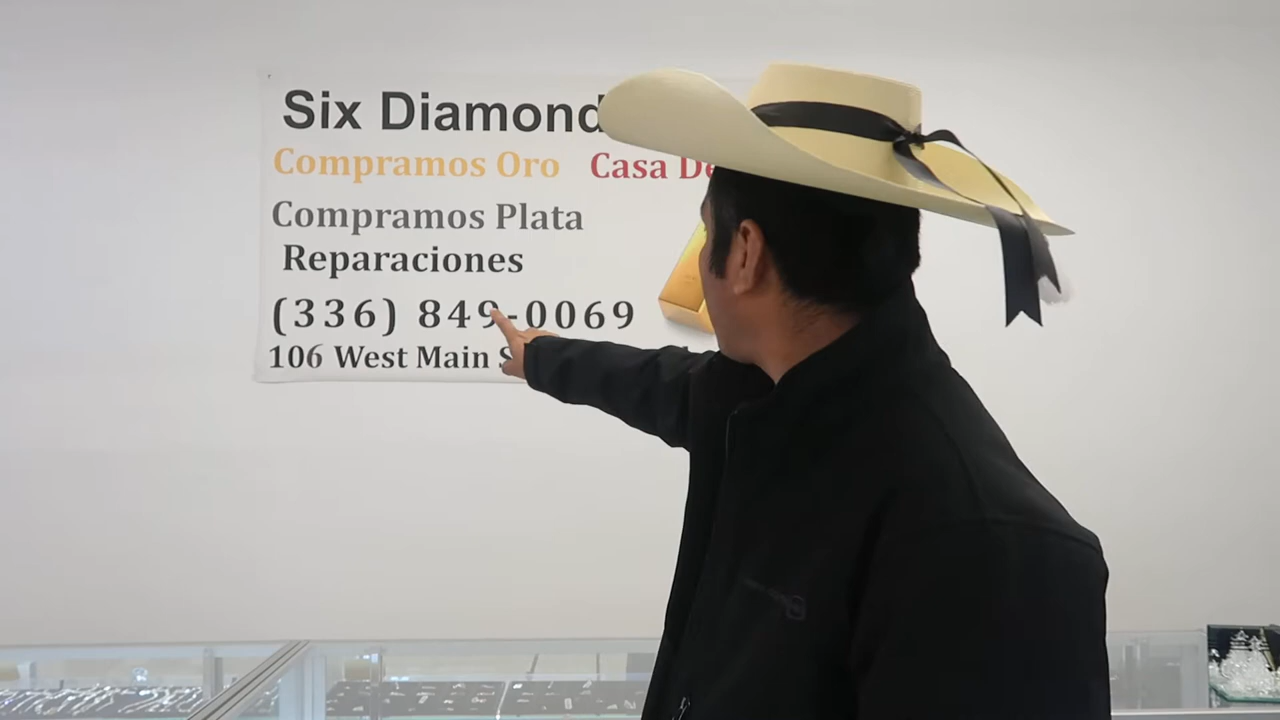 Six Diamond
Compramos Oro Casa De
Compramos Plata
Reparaciones
(336) 849-0069
106 West Main